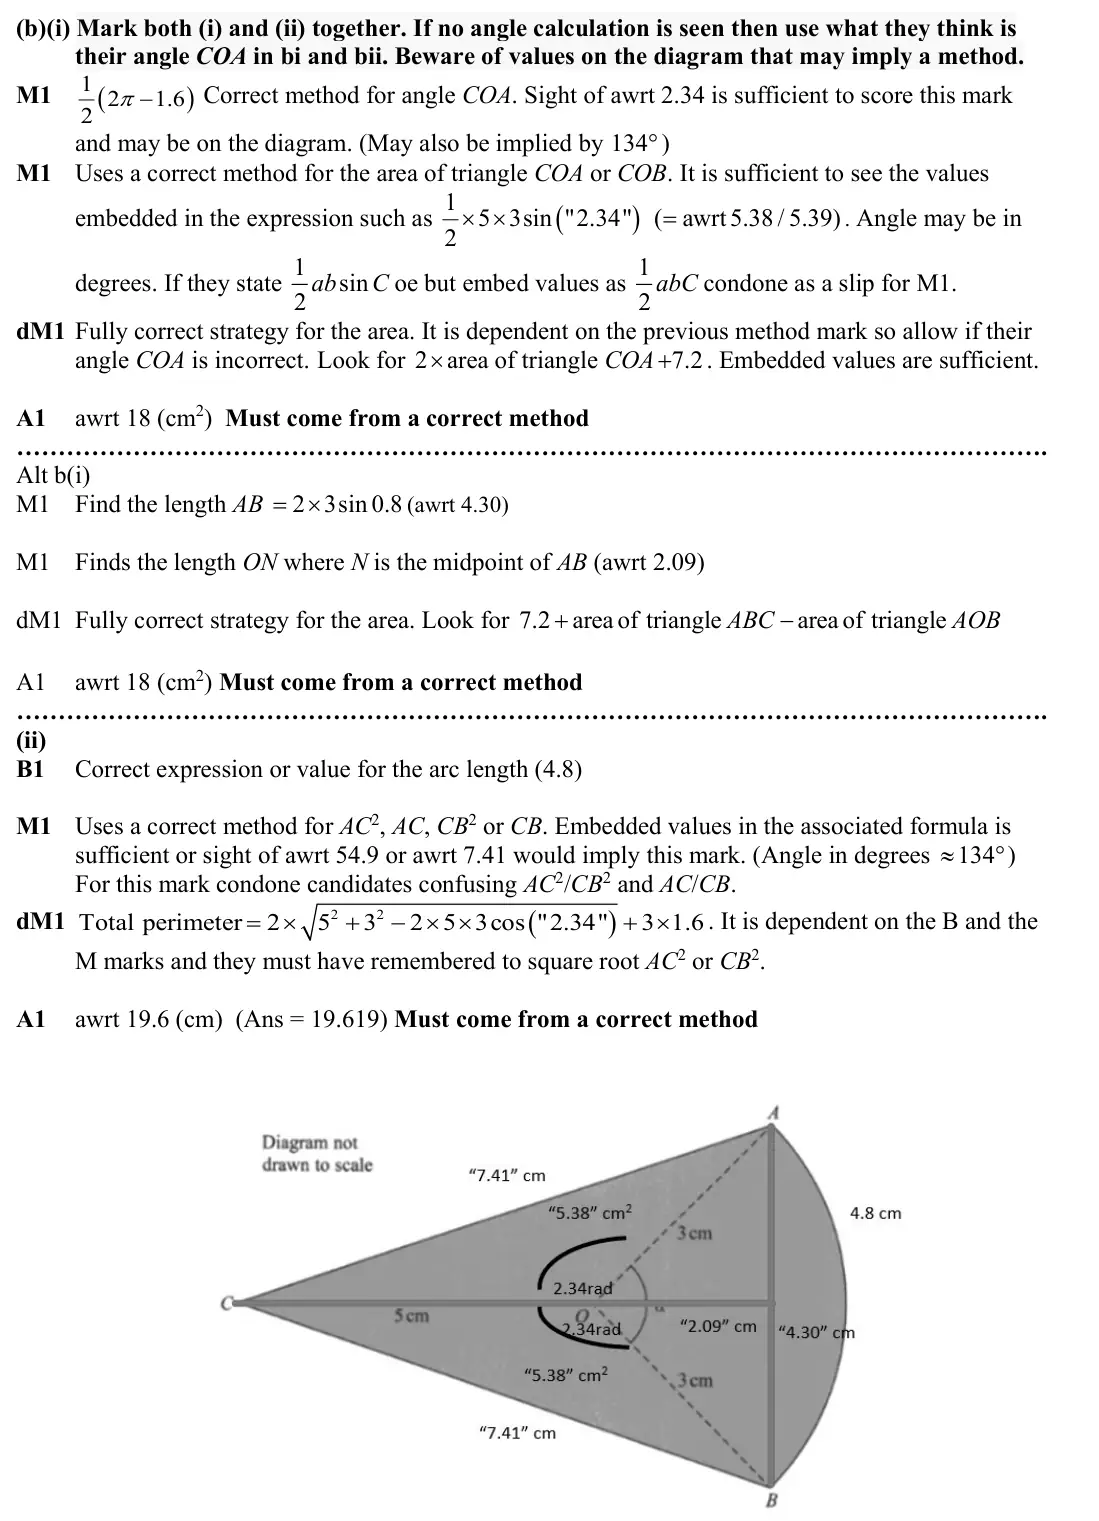 (b)(i) Mark both (i) and (ii) together. If no angle calculation is seen then use what they think is
their angle COA in bi and bii. Beware of values on the diagram that may imply a method.
M1 1/2(2π − 1.6) Correct method for angle COA. Sight of awrt 2.34 is sufficient to score this mark
and may be on the diagram. (May also be implied by 134°)
M1 Uses a correct method for the area of triangle COA or COB. It is sufficient to see the values
embedded in the expression such as 1/2 × 5 × 3 sin("2.34") (= awrt 5.38 / 5.39). Angle may be in
degrees. If they state 1/2 ab sin C oe but embed values as 1/2 abC condone as a slip for M1.
dM1 Fully correct strategy for the area. It is dependent on the previous method mark so allow if their
angle COA is incorrect. Look for 2 × area of triangle COA + 7.2. Embedded values are sufficient.
A1 awrt 18 (cm²) Must come from a correct method
Alt b(i)
M1 Find the length AB = 2 × 3 sin 0.8 (awrt 4.30)
M1 Finds the length ON where N is the midpoint of AB (awrt 2.09)
dM1 Fully correct strategy for the area. Look for 7.2 + area of triangle ABC − area of triangle AOB
A1 awrt 18 (cm²) Must come from a correct method
(ii)
B1 Correct expression or value for the arc length (4.8)
M1 Uses a correct method for AC², AC, CB² or CB. Embedded values in the associated formula is
sufficient or sight of awrt 54.9 or awrt 7.41 would imply this mark. (Angle in degrees ≈ 134°)
For this mark condone candidates confusing AC²/CB² and AC/CB.
dM1 Total perimeter = 2 × √(5² + 3² − 2 × 5 × 3 cos("2.34")) + 3 × 1.6. It is dependent on the B and the
M marks and they must have remembered to square root AC² or CB².
A1 awrt 19.6 (cm) (Ans = 19.619) Must come from a correct method
A
Diagram not
drawn to scale
"7.41" cm
"5.38" cm²
4.8 cm
3 cm
2.34rad
C
5 cm
O
α
2.34rad
"2.09" cm
"4.30" cm
"5.38" cm²
3 cm
"7.41" cm
B